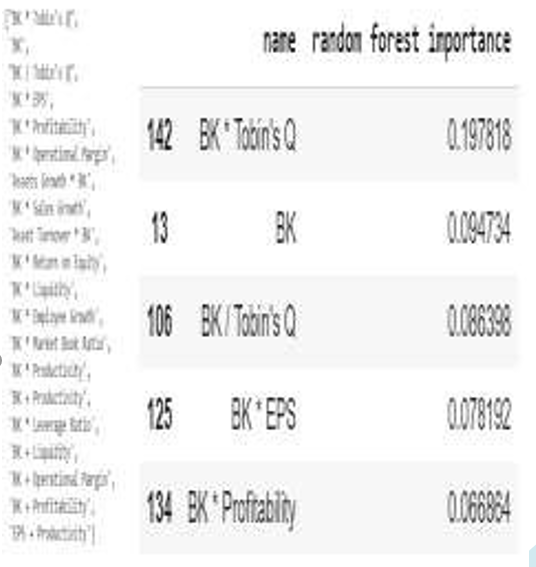 ["BK * Tobin's Q",
'BK',
"BK / Tobin's Q",
'BK * EPS',
'BK * Profitability',
'BK * Operational Margin',
'Assets Growth * BK',
'BK * Sales Growth',
'Asset Turnover * BK',
'BK * Return on Equity',
'BK * Liquidity',
'BK * Employee Growth',
'BK * Market Book Ratio',
'BK * Productivity',
'BK + Productivity',
'BK * Leverage Ratio',
'BK + Liquidity',
'BK + Operational Margin',
'BK + Profitability',
'EPS + Productivity']
name random forest importance
142 BK * Tobin's Q 0.197818
13 BK 0.094734
106 BK / Tobin's Q 0.086398
125 BK * EPS 0.078192
134 BK * Profitability 0.066864